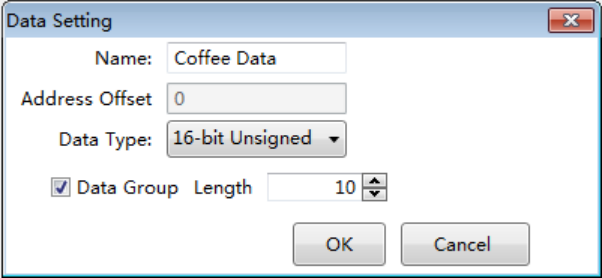 Data Setting
Name: Coffee Data
Address Offset 0
Data Type: 16-bit Unsigned
Data Group Length 10
OK Cancel